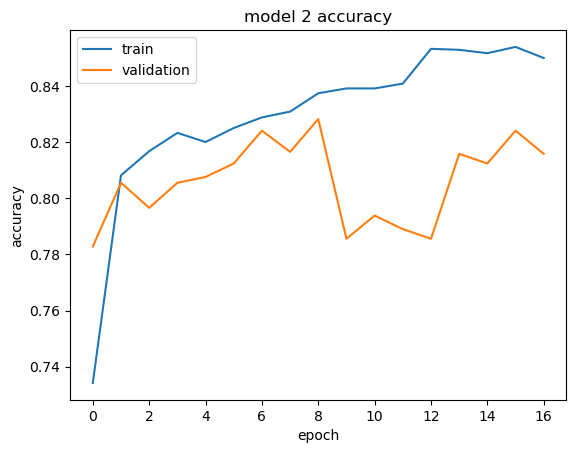 model 2 accuracy
train
validation
0.84
0.82
0.80
0.78
0.76
0.74
accuracy
0 2 4 6 8 10 12 14 16
epoch